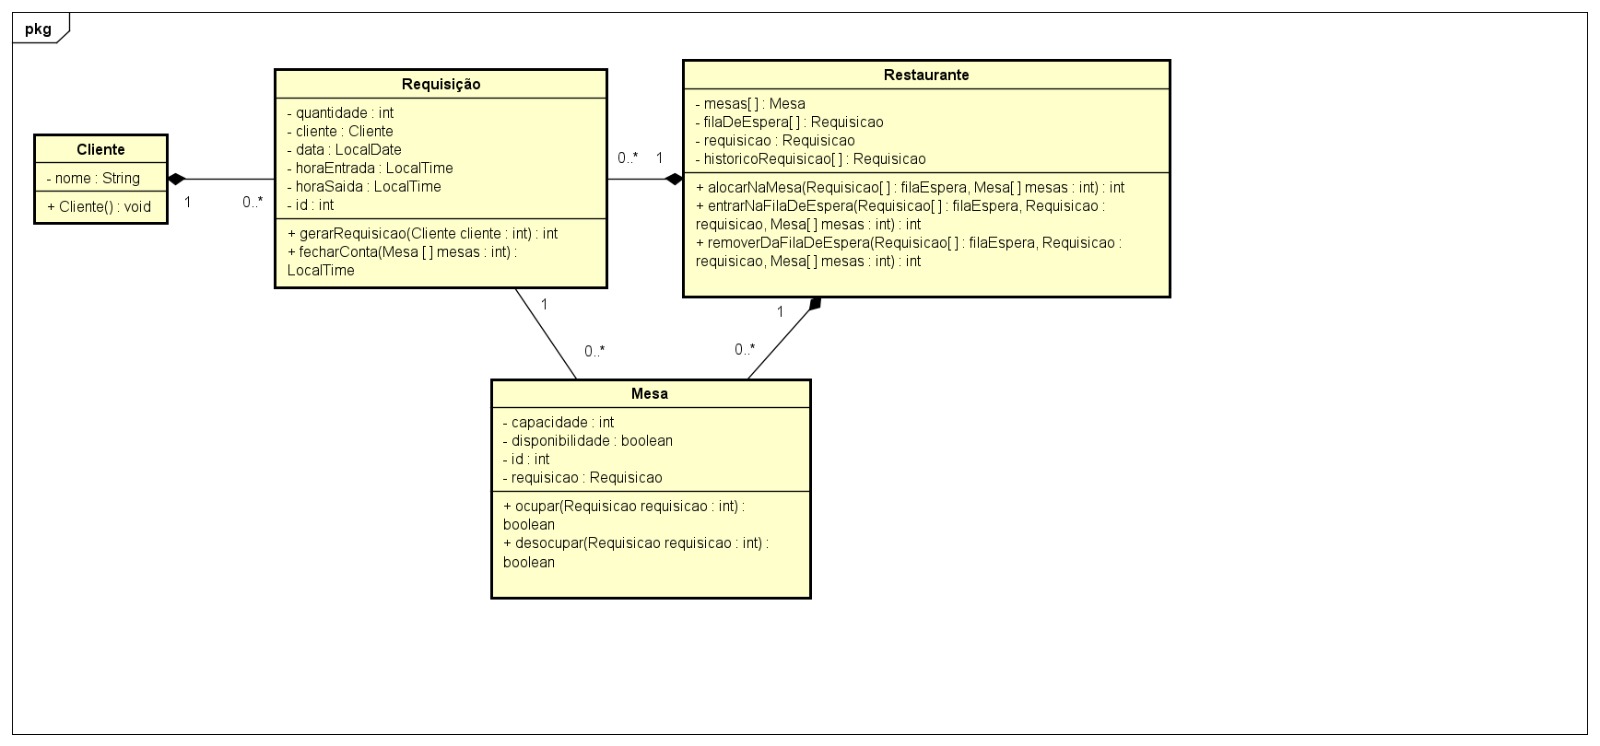 pkg
Cliente
- nome : String
+ Cliente() : void
1
0..*
Requisição
- quantidade : int
- cliente : Cliente
- data : LocalDate
- horaEntrada : LocalTime
- horaSaida : LocalTime
- id : int
+ gerarRequisicao(Cliente cliente : int) : int
+ fecharConta(Mesa [ ] mesas : int) :
LocalTime
0..*
1
Restaurante
- mesas[ ] : Mesa
- filaDeEspera[ ] : Requisicao
- requisicao : Requisicao
- historicoRequisicao[ ] : Requisicao
+ alocarNaMesa(Requisicao[ ] : filaEspera, Mesa[ ] mesas : int) : int
+ entrarNaFilaDeEspera(Requisicao[ ] : filaEspera, Requisicao :
requisicao, Mesa[ ] mesas : int) : int
+ removerDaFilaDeEspera(Requisicao[ ] : filaEspera, Requisicao :
requisicao, Mesa[ ] mesas : int) : int
1
0..*
1
0..*
Mesa
- capacidade : int
- disponibilidade : boolean
- id : int
- requisicao : Requisicao
+ ocupar(Requisicao requisicao : int) :
boolean
+ desocupar(Requisicao requisicao : int) :
boolean